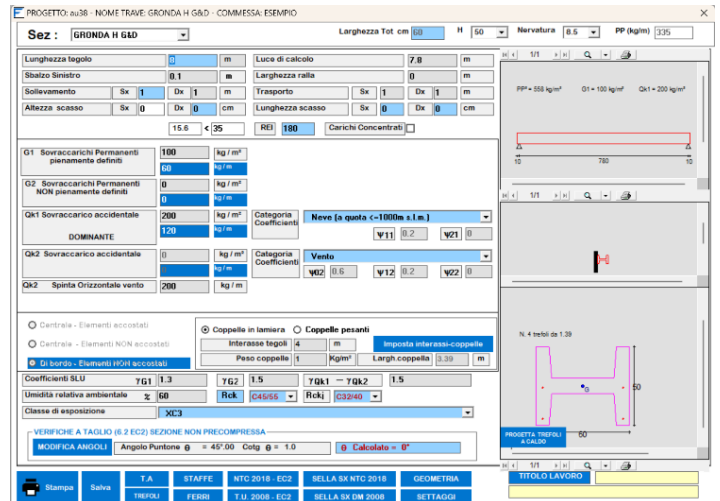 PROGETTO: au38 - NOME TRAVE: GRONDA H G&D - COMMESSA: ESEMPIO
Sez : GRONDA H G&D Larghezza Tot cm 60 H 50 Nervatura 8.5 PP (kg/m) 335
Lunghezza tegolo 0 m Luce di calcolo 7.8 m
Sbalzo Sinistro 0.1 m Larghezza ralla 0 m
Sollevamento Sx 1 Dx 1 m Trasporto Sx 1 Dx 1 m
Altezza scasso Sx 0 Dx 0 cm Lunghezza scasso Sx 0 Dx 0 cm
15.6 < 35 REI 180 Carichi Concentrati
G1 Sovraccarichi Permanenti pienamente definiti 100 kg / m²
60 kg / m
G2 Sovraccarichi Permanenti NON pienamente definiti 0 kg / m²
0 kg / m
Qk1 Sovraccarico accidentale 200 kg / m² Categoria Coefficienti Neve (a quota <=1000m s.l.m.)
DOMINANTE 120 kg / m Ψ11 0.2 Ψ21 0
Qk2 Sovraccarico accidentale 0 kg / m² Categoria Coefficienti Vento
0 kg / m Ψ02 0.6 Ψ12 0.2 Ψ22 0
Qk2 Spinta Orizzontale vento 200 kg / m
Centrale - Elementi accostati
Centrale - Elementi NON accostati
Di bordo - Elementi NON accostati
Coppelle in lamiera Coppelle pesanti
Interasse tegoli 4 m Imposta interassi-coppelle
Peso coppelle 1 Kg/m² Largh.coppella 3.39 m
Coefficienti SLU γG1 1.3 γG2 1.5 γQk1 — γQk2 1.5
Umidità relativa ambientale % 60 Rck C45/55 Rckj C32/40
Classe di esposizione XC3
VERIFICHE A TAGLIO (6.2 EC2) SEZIONE NON PRECOMPRESSA
MODIFICA ANGOLI Angolo Puntone θ = 45°.00 Cotg θ = 1.0 θ Calcolato = 0°
Stampa Salva T.A STAFFE NTC 2018 - EC2 SELLA SX NTC 2018 GEOMETRIA
TREFOLI FERRI T.U. 2008 - EC2 SELLA SX DM 2008 SETTAGGI
1/1
PP* = 558 kg/m² G1 = 100 kg/m² Qk1 = 200 kg/m²
10 780 10
1/1
N. 4 trefoli da 1.39
G
50
60
PROGETTA TREFOLI
A CALDO
1/1
TITOLO LAVORO